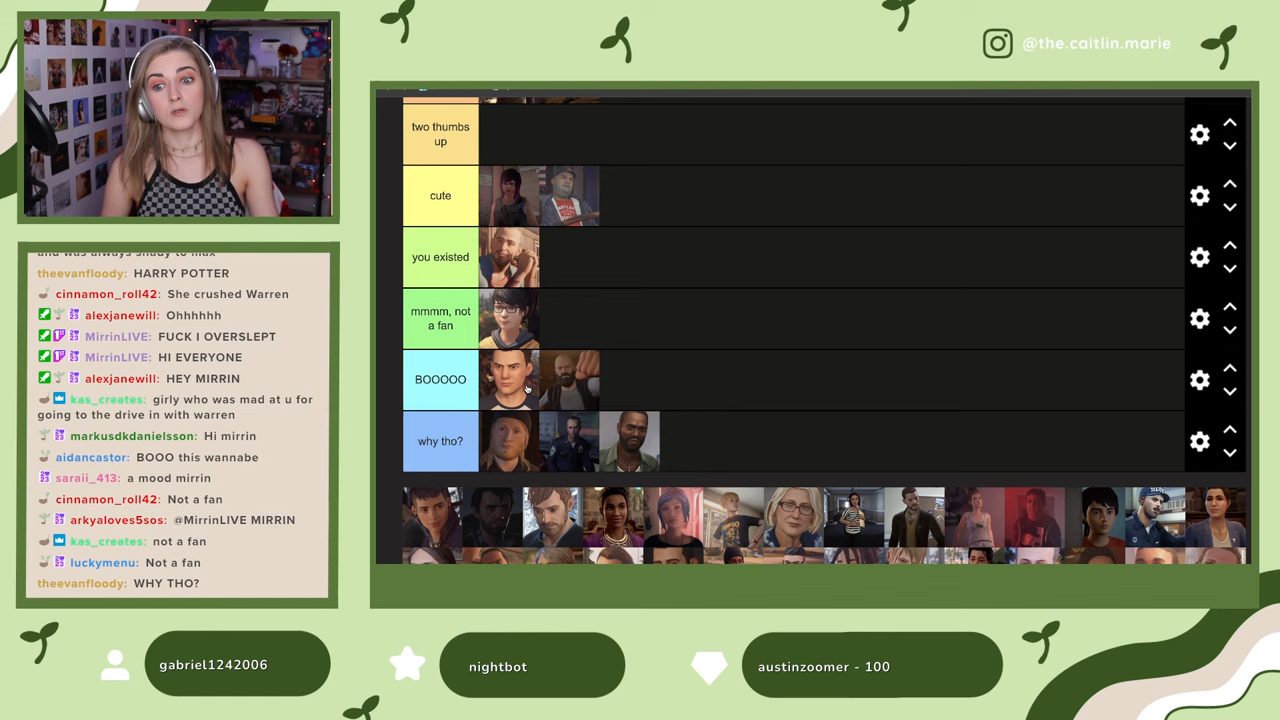 @the.caitlin.marie
and was always shady to max
theevanfloody: HARRY POTTER
cinnamon_roll42: She crushed Warren
alexjanewill: Ohhhhhh
MirrinLIVE: FUCK I OVERSLEPT
MirrinLIVE: HI EVERYONE
alexjanewill: HEY MIRRIN
kas_creates: girly who was mad at u for
going to the drive in with warren
markusdkdanielsson: Hi mirrin
aidancastor: BOOO this wannabe
saraii_413: a mood mirrin
cinnamon_roll42: Not a fan
arkyaloves5sos: @MirrinLIVE MIRRIN
kas_creates: not a fan
luckymenu: Not a fan
theevanfloody: WHY THO?
two thumbs
up
cute
you existed
mmmm, not
a fan
BOOOOO
why tho?
gabriel1242006
nightbot
austinzoomer - 100